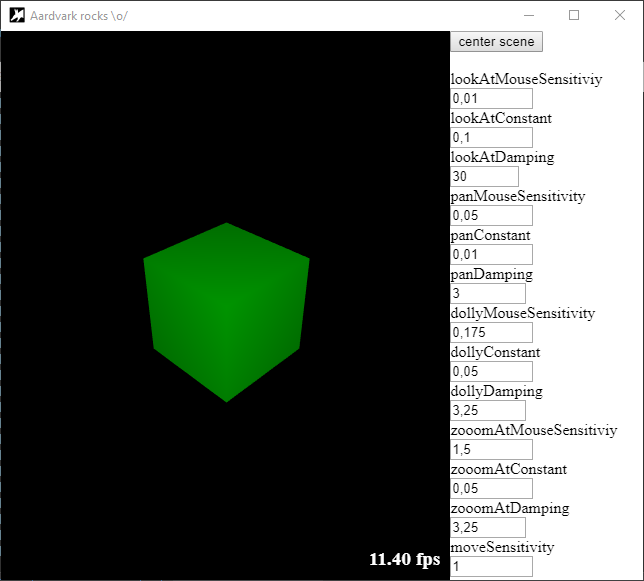 Aardvark rocks \o/
center scene
lookAtMouseSensitiviy
0,01
lookAtConstant
0,1
lookAtDamping
30
panMouseSensitivity
0,05
panConstant
0,01
panDamping
3
dollyMouseSensitivity
0,175
dollyConstant
0,05
dollyDamping
3,25
zooomAtMouseSensitiviy
1,5
zooomAtConstant
0,05
zooomAtDamping
3,25
moveSensitivity
1
11.40 fps